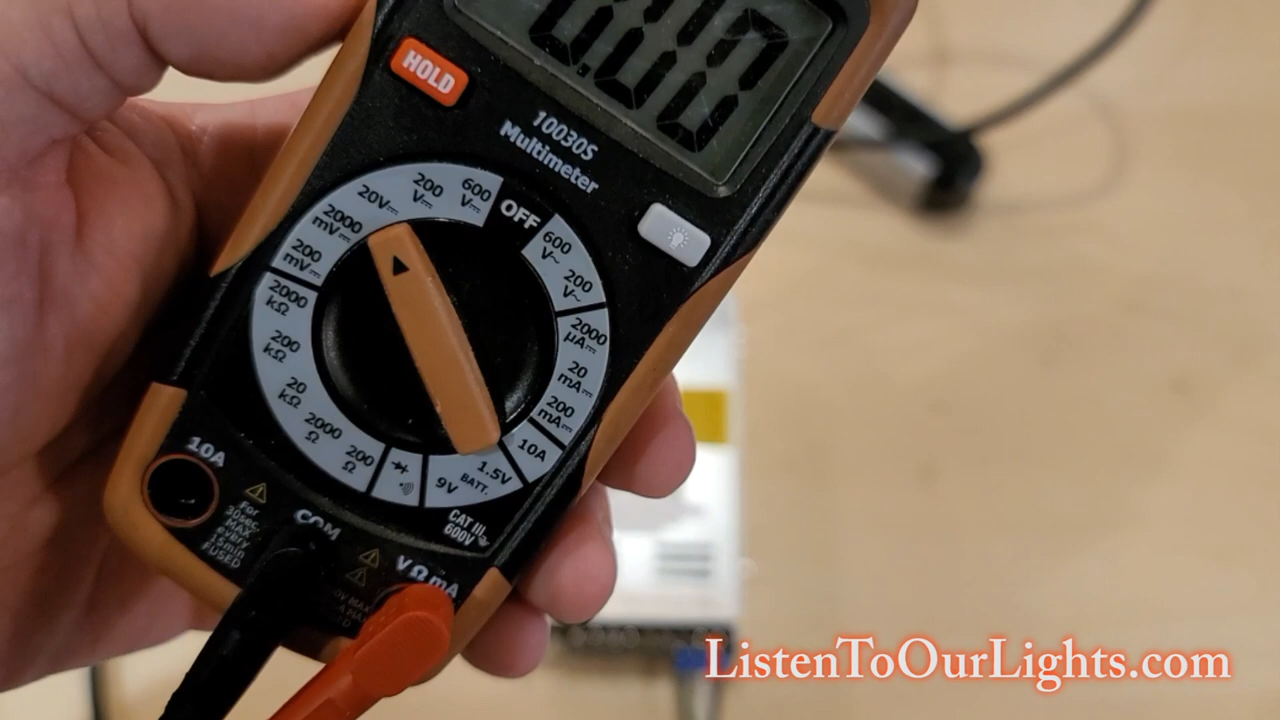 0.00
HOLD
10030S
Multimeter
OFF
600
V⎓
200
V⎓
20V⎓
2000
mV⎓
200
mV⎓
2000
kΩ
200
kΩ
20
kΩ
2000
Ω
200
Ω
9V
1.5V
BATT.
10A
200
mA⎓
20
mA⎓
2000
µA⎓
200
V~
600
V~
10A
For
30sec.
MAX
every
15min
FUSED
COM
VΩmA
CAT III
600V
ListenToOurLights.com